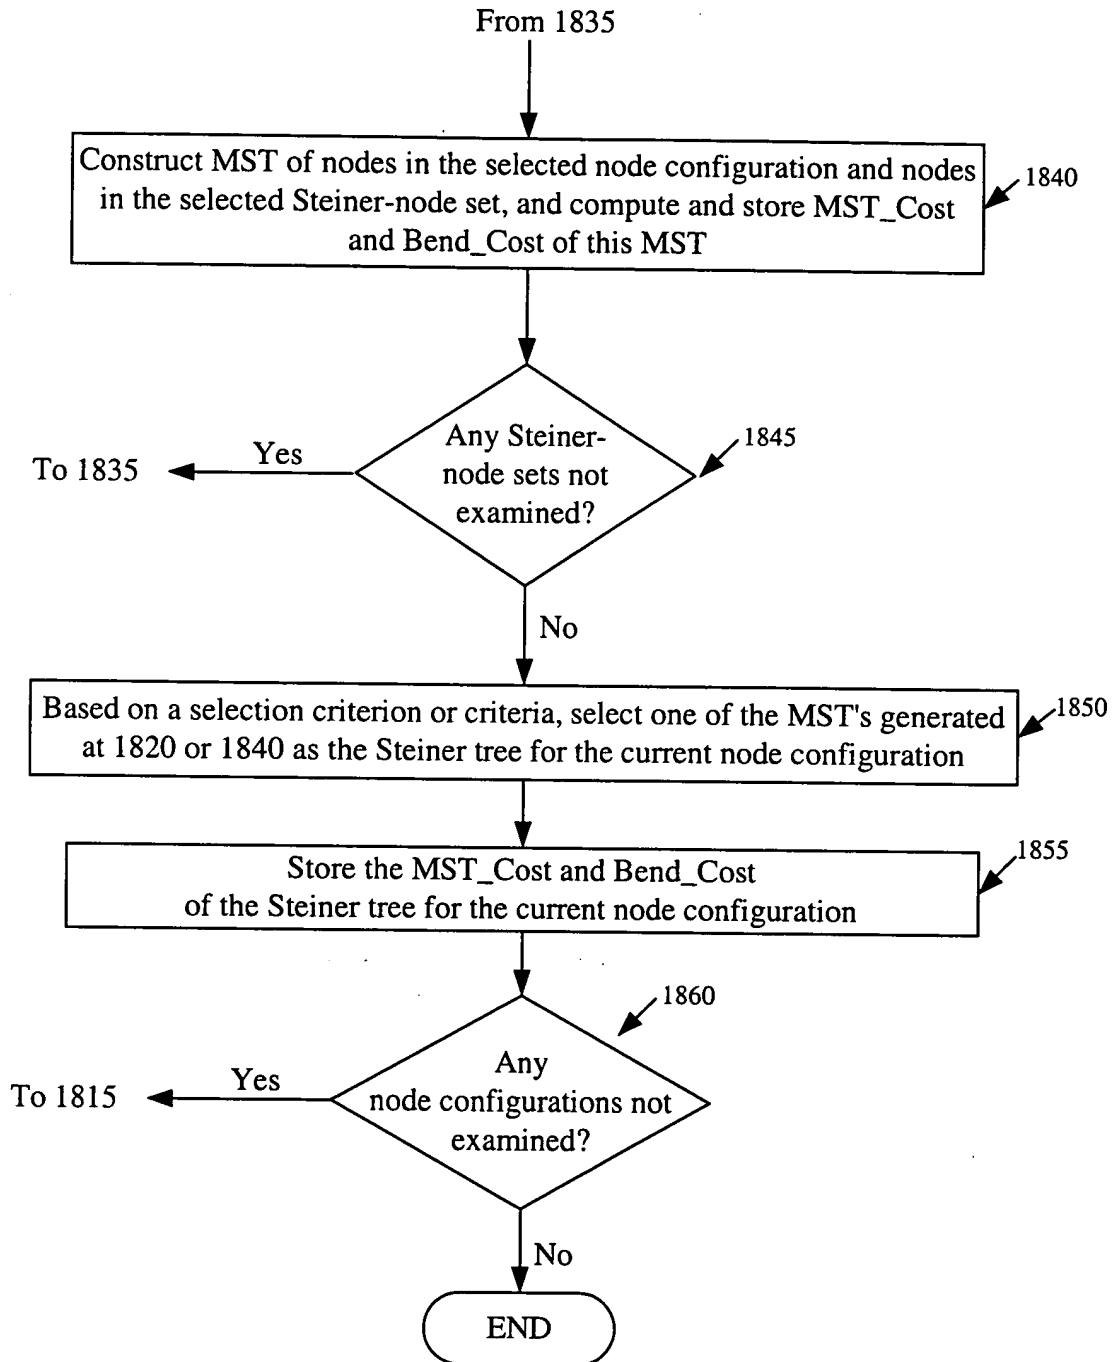 From 1835
Construct MST of nodes in the selected node configuration and nodes
in the selected Steiner-node set, and compute and store MST_Cost
and Bend_Cost of this MST
1840
Any Steiner-
node sets not
examined?
1845
Yes
To 1835
No
Based on a selection criterion or criteria, select one of the MST's generated
at 1820 or 1840 as the Steiner tree for the current node configuration
1850
Store the MST_Cost and Bend_Cost
of the Steiner tree for the current node configuration
1855
1860
Any
node configurations not
examined?
Yes
To 1815
No
END